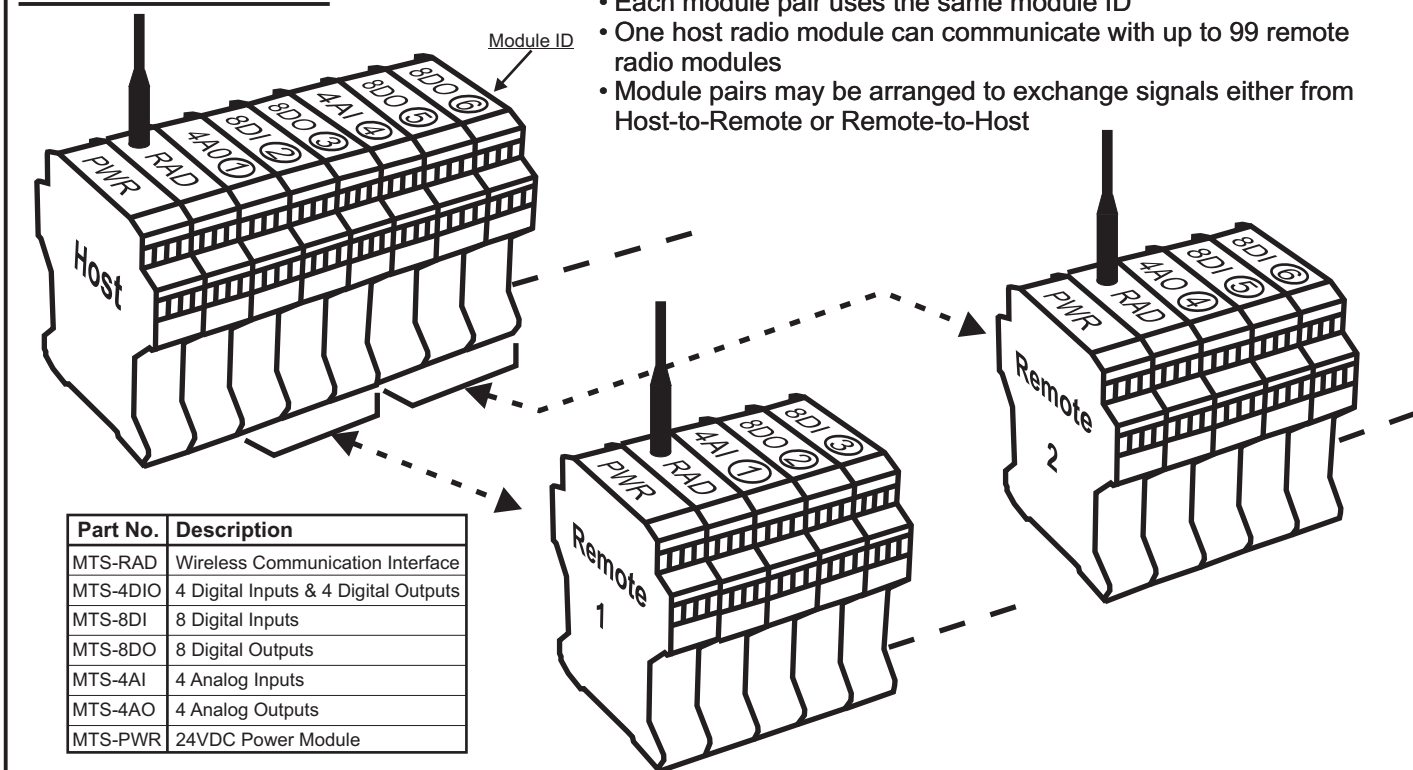 • Each module pair uses the same module ID
• One host radio module can communicate with up to 99 remote
radio modules
• Module pairs may be arranged to exchange signals either from
Host-to-Remote or Remote-to-Host
Module ID
PWR
RAD
4A0 1
8DI 2
8DO 3
4AI 4
8DO 5
8DO 6
Host
PWR
RAD
4AO 4
8DI 5
8DI 6
Remote
2
PWR
RAD
4AI 1
8DO 2
8DI 3
Remote
1
Part No. Description
MTS-RAD Wireless Communication Interface
MTS-4DIO 4 Digital Inputs & 4 Digital Outputs
MTS-8DI 8 Digital Inputs
MTS-8DO 8 Digital Outputs
MTS-4AI 4 Analog Inputs
MTS-4AO 4 Analog Outputs
MTS-PWR 24VDC Power Module